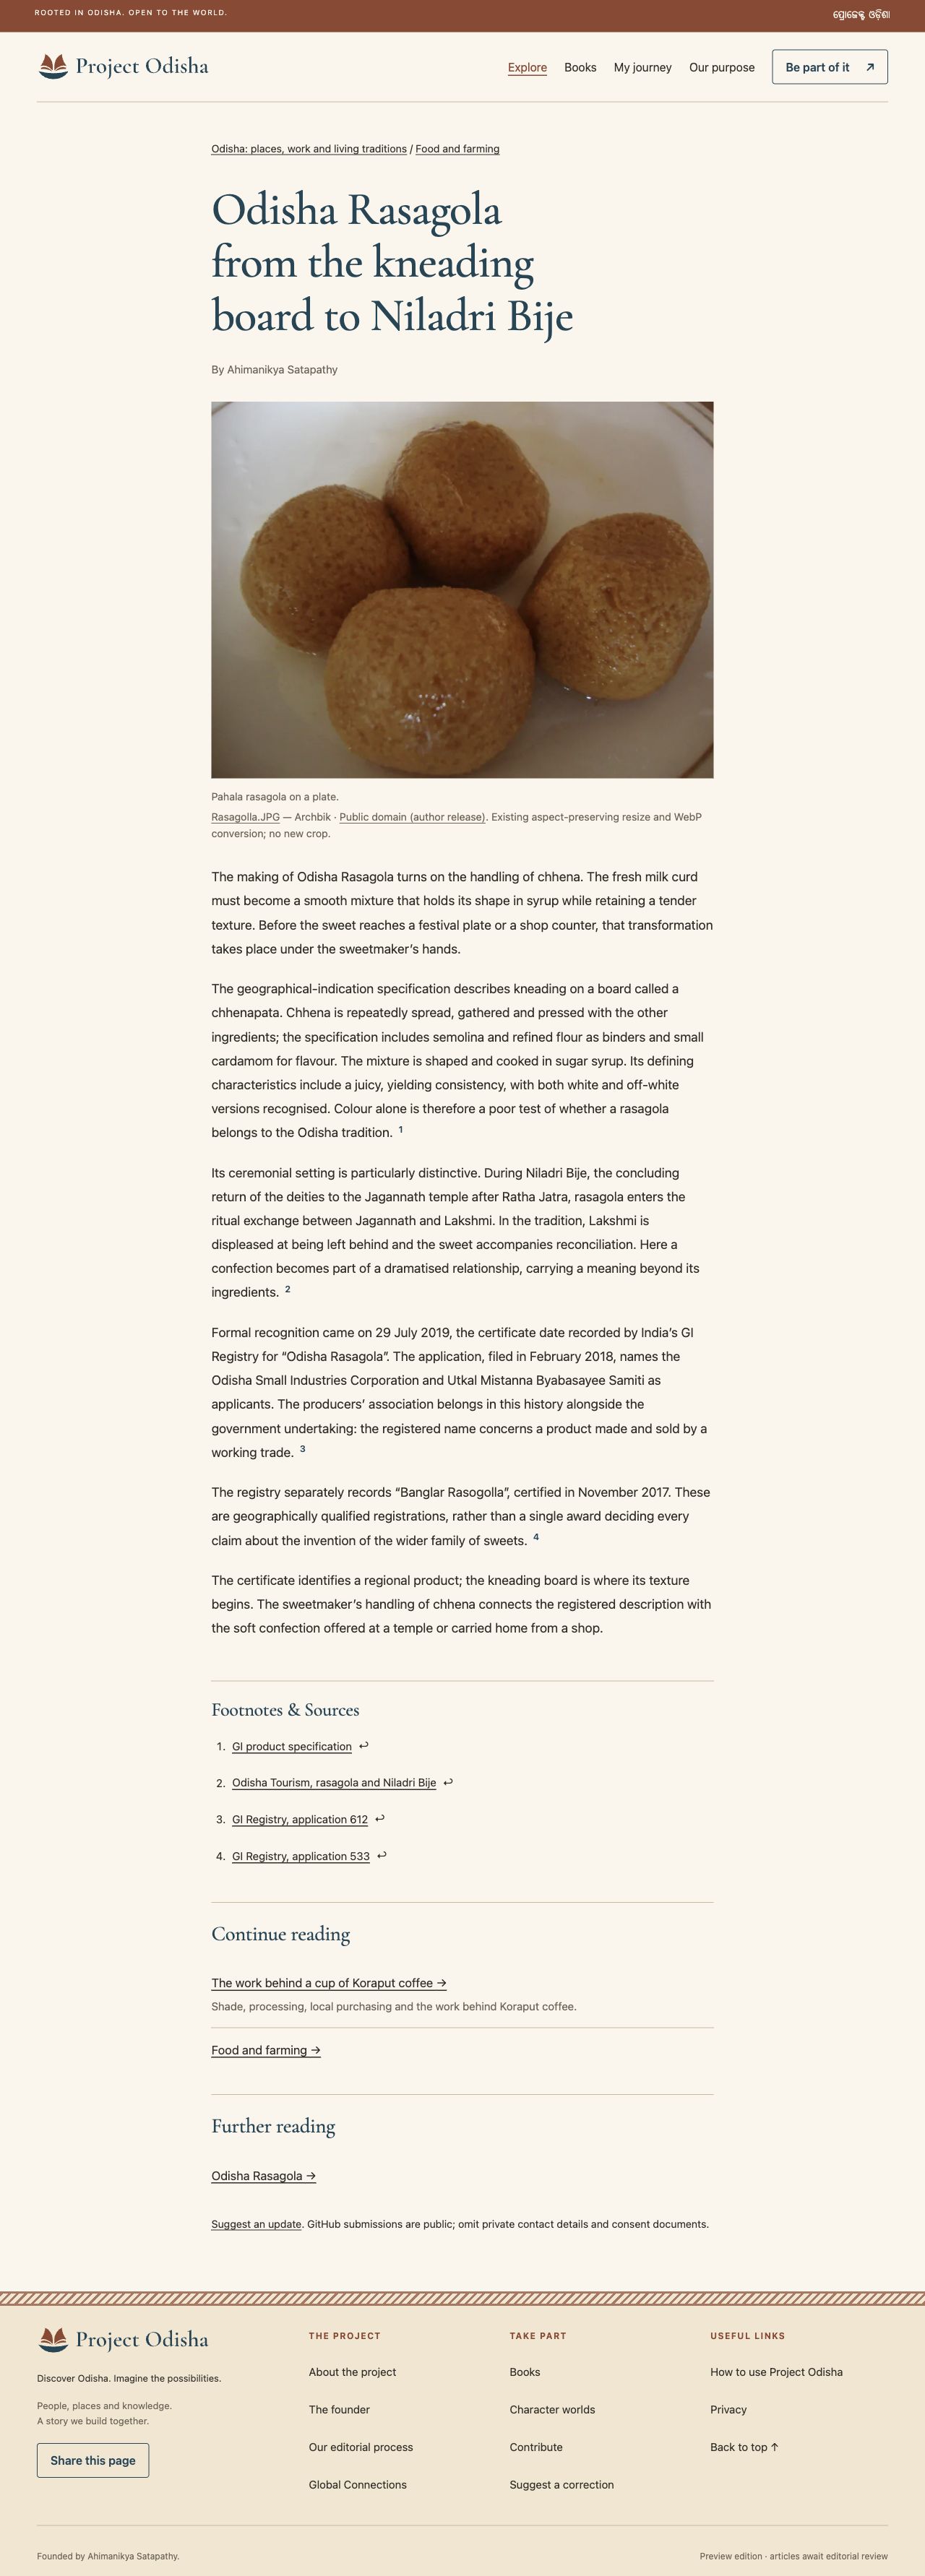 ROOTED IN ODISHA. OPEN TO THE WORLD.
ପ୍ରୋଜେକ୍ଟ ଓଡ଼ିଶା
Project Odisha
Explore
Books
My journey
Our purpose
Be part of it ↗
Odisha: places, work and living traditions / Food and farming
Odisha Rasagola
from the kneading
board to Niladri Bije
By Ahimanikya Satapathy
Pahala rasagola on a plate.
Rasagolla.JPG — Archbik · Public domain (author release). Existing aspect-preserving resize and WebP
conversion; no new crop.
The making of Odisha Rasagola turns on the handling of chhena. The fresh milk curd
must become a smooth mixture that holds its shape in syrup while retaining a tender
texture. Before the sweet reaches a festival plate or a shop counter, that transformation
takes place under the sweetmaker’s hands.
The geographical-indication specification describes kneading on a board called a
chhenapata. Chhena is repeatedly spread, gathered and pressed with the other
ingredients; the specification includes semolina and refined flour as binders and small
cardamom for flavour. The mixture is shaped and cooked in sugar syrup. Its defining
characteristics include a juicy, yielding consistency, with both white and off-white
versions recognised. Colour alone is therefore a poor test of whether a rasagola
belongs to the Odisha tradition. 1
Its ceremonial setting is particularly distinctive. During Niladri Bije, the concluding
return of the deities to the Jagannath temple after Ratha Jatra, rasagola enters the
ritual exchange between Jagannath and Lakshmi. In the tradition, Lakshmi is
displeased at being left behind and the sweet accompanies reconciliation. Here a
confection becomes part of a dramatised relationship, carrying a meaning beyond its
ingredients. 2
Formal recognition came on 29 July 2019, the certificate date recorded by India’s GI
Registry for “Odisha Rasagola”. The application, filed in February 2018, names the
Odisha Small Industries Corporation and Utkal Mistanna Byabasayee Samiti as
applicants. The producers’ association belongs in this history alongside the
government undertaking: the registered name concerns a product made and sold by a
working trade. 3
The registry separately records “Banglar Rasogolla”, certified in November 2017. These
are geographically qualified registrations, rather than a single award deciding every
claim about the invention of the wider family of sweets. 4
The certificate identifies a regional product; the kneading board is where its texture
begins. The sweetmaker’s handling of chhena connects the registered description with
the soft confection offered at a temple or carried home from a shop.
Footnotes & Sources
1. GI product specification ↩
2. Odisha Tourism, rasagola and Niladri Bije ↩
3. GI Registry, application 612 ↩
4. GI Registry, application 533 ↩
Continue reading
The work behind a cup of Koraput coffee →
Shade, processing, local purchasing and the work behind Koraput coffee.
Food and farming →
Further reading
Odisha Rasagola →
Suggest an update. GitHub submissions are public; omit private contact details and consent documents.
Project Odisha
Discover Odisha. Imagine the possibilities.
People, places and knowledge.
A story we build together.
Share this page
THE PROJECT
About the project
The founder
Our editorial process
Global Connections
TAKE PART
Books
Character worlds
Contribute
Suggest a correction
USEFUL LINKS
How to use Project Odisha
Privacy
Back to top ↑
Founded by Ahimanikya Satapathy.
Preview edition · articles await editorial review